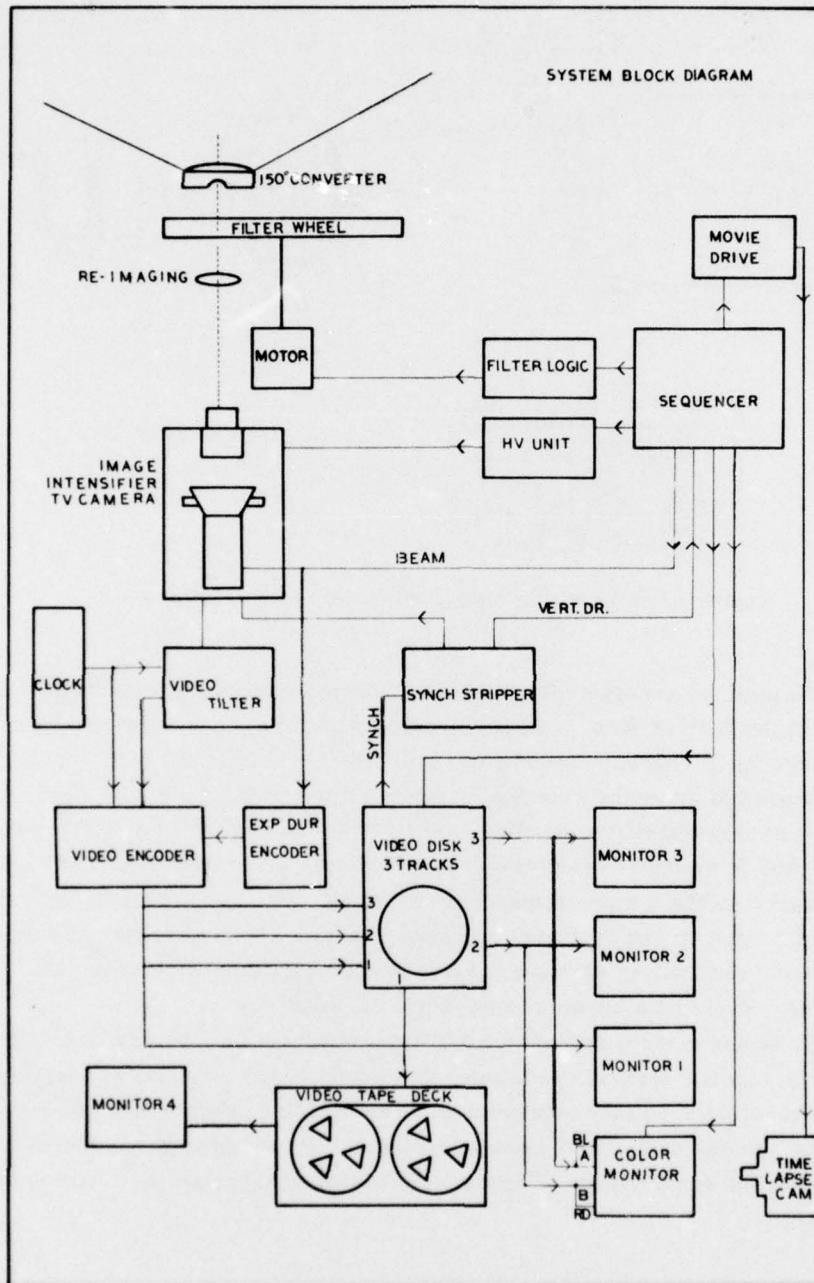 SYSTEM BLOCK DIAGRAM
150° CONVERTER
FILTER WHEEL
RE-IMAGING
MOVIE
DRIVE
MOTOR
FILTER LOGIC
SEQUENCER
HV UNIT
IMAGE
INTENSIFIER
TV CAMERA
BEAM
VERT. DR.
CLOCK
VIDEO
TILTER
SYNCH STRIPPER
SYNCH
VIDEO ENCODER
EXP DUR
ENCODER
VIDEO DISK
3 TRACKS
3
MONITOR 3
3
2
1
2
MONITOR 2
1
MONITOR 1
MONITOR 4
VIDEO TAPE DECK
BL
A
B
RD
COLOR
MONITOR
TIME
LAPSE
CAM